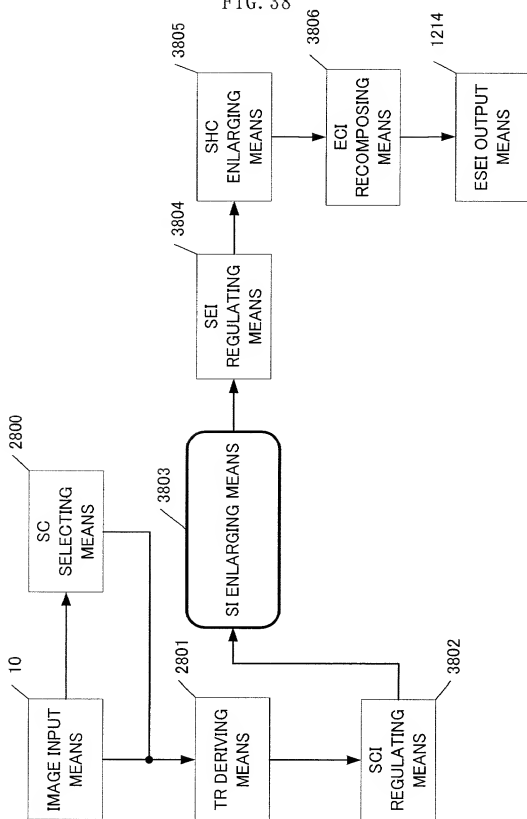 FIG. 38
10
IMAGE INPUT
MEANS
2800
SC
SELECTING
MEANS
2801
TR DERIVING
MEANS
3802
SCI
REGULATING
MEANS
3803
SI ENLARGING MEANS
3804
SEI
REGULATING
MEANS
3805
SHC
ENLARGING
MEANS
3806
ECI
RECOMPOSING
MEANS
1214
ESEI OUTPUT
MEANS